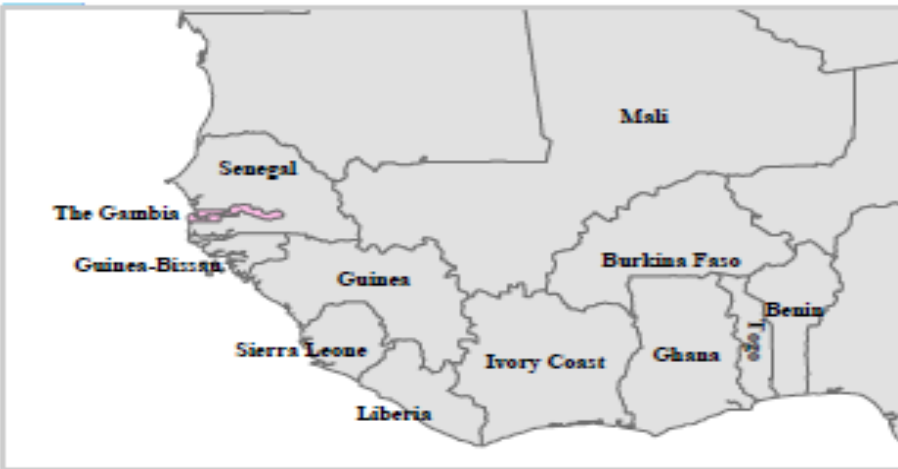 Mali
Senegal
The Gambia
Burkina Faso
Guinea-Bissau
Guinea
Benin
Togo
Sierra Leone
Ivory Coast
Ghana
Liberia